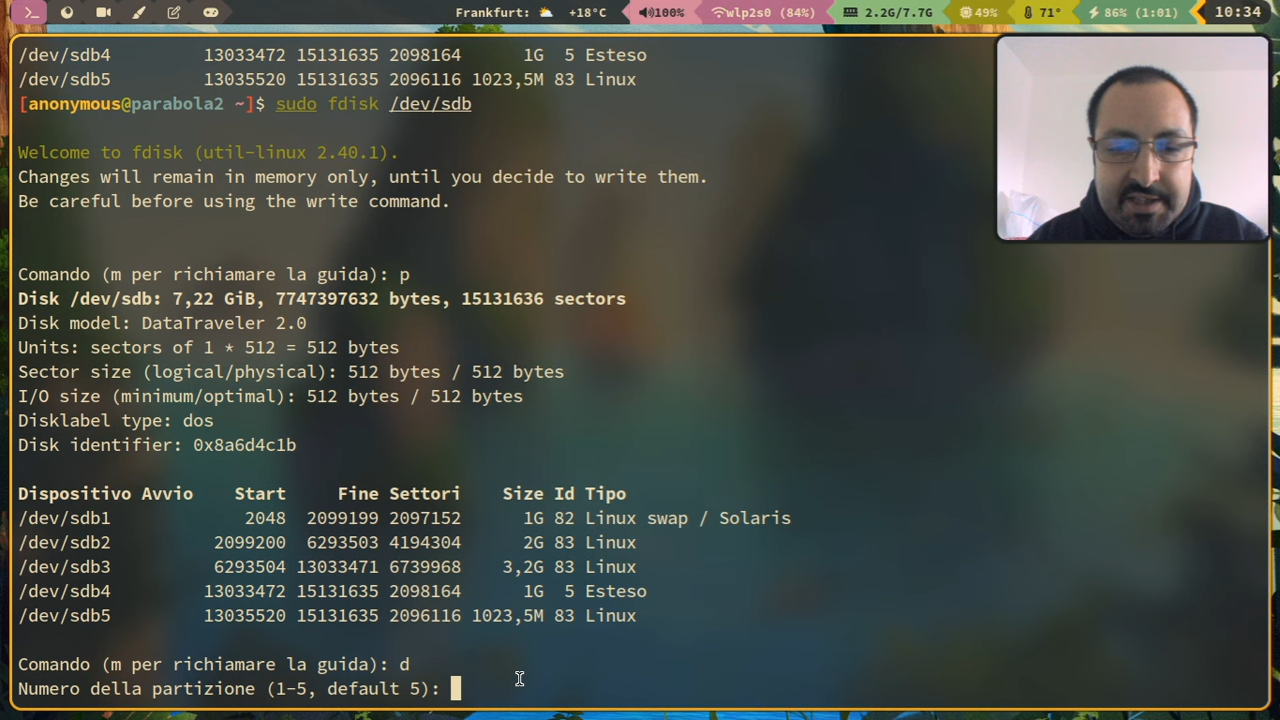 Frankfurt: +18°C 100% wlp2s0 (84%) 2.2G/7.7G 49% 71° 86% (1:01) 10:34
/dev/sdb4 13033472 15131635 2098164 1G 5 Esteso
/dev/sdb5 13035520 15131635 2096116 1023,5M 83 Linux
[anonymous@parabola2 ~]$ sudo fdisk /dev/sdb
Welcome to fdisk (util-linux 2.40.1).
Changes will remain in memory only, until you decide to write them.
Be careful before using the write command.
Comando (m per richiamare la guida): p
Disk /dev/sdb: 7,22 GiB, 7747397632 bytes, 15131636 sectors
Disk model: DataTraveler 2.0
Units: sectors of 1 * 512 = 512 bytes
Sector size (logical/physical): 512 bytes / 512 bytes
I/O size (minimum/optimal): 512 bytes / 512 bytes
Disklabel type: dos
Disk identifier: 0x8a6d4c1b
Dispositivo Avvio Start Fine Settori Size Id Tipo
/dev/sdb1 2048 2099199 2097152 1G 82 Linux swap / Solaris
/dev/sdb2 2099200 6293503 4194304 2G 83 Linux
/dev/sdb3 6293504 13033471 6739968 3,2G 83 Linux
/dev/sdb4 13033472 15131635 2098164 1G 5 Esteso
/dev/sdb5 13035520 15131635 2096116 1023,5M 83 Linux
Comando (m per richiamare la guida): d
Numero della partizione (1-5, default 5):